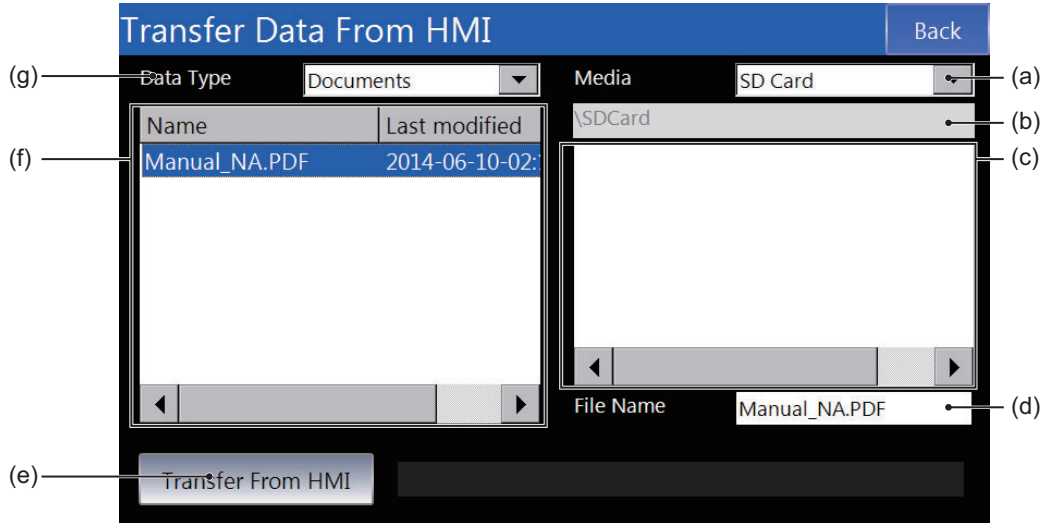 Transfer Data From HMI
Back
(g)
Data Type
Documents
Media
SD Card
(a)
\SDCard
(b)
Name
Last modified
(f)
Manual_NA.PDF
2014-06-10-02:
(c)
File Name
Manual_NA.PDF
(d)
(e)
Transfer From HMI